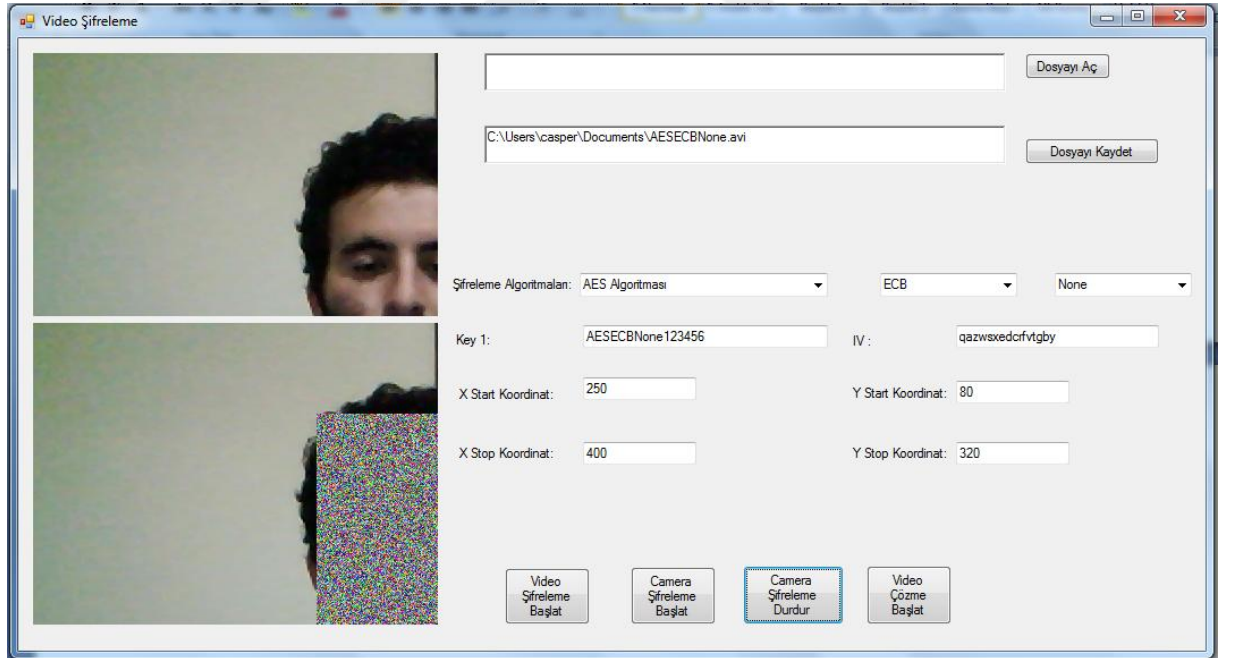 Video Şifreleme
Dosyayı Aç
C:\Users\casper\Documents\AESECBNone.avi
Dosyayı Kaydet
Şifreleme Algoritmaları: AES Algoritması ECB None
Key 1: AESECBNone123456 IV : qazwsxedcrfvtgby
X Start Koordinat: 250 Y Start Koordinat: 80
X Stop Koordinat: 400 Y Stop Koordinat: 320
Video
Şifreleme
Başlat
Camera
Şifreleme
Başlat
Camera
Şifreleme
Durdur
Video
Çözme
Başlat